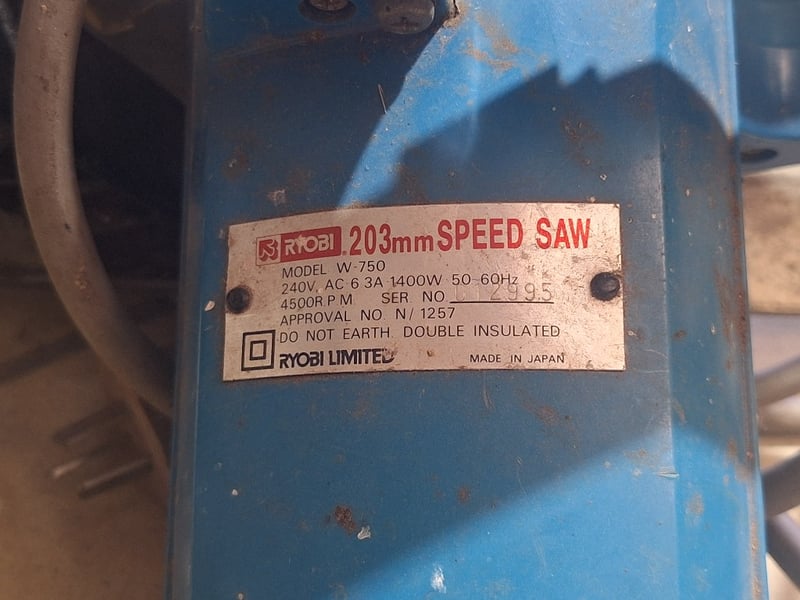 RYOBI. 203mm SPEED SAW
MODEL W-750
240V. AC 6.3A 1400W 50-60Hz
4500R.P.M SER NO. 2995
APPROVAL NO. N/1257
DO NOT EARTH. DOUBLE INSULATED
RYOBI LIMITED MADE IN JAPAN